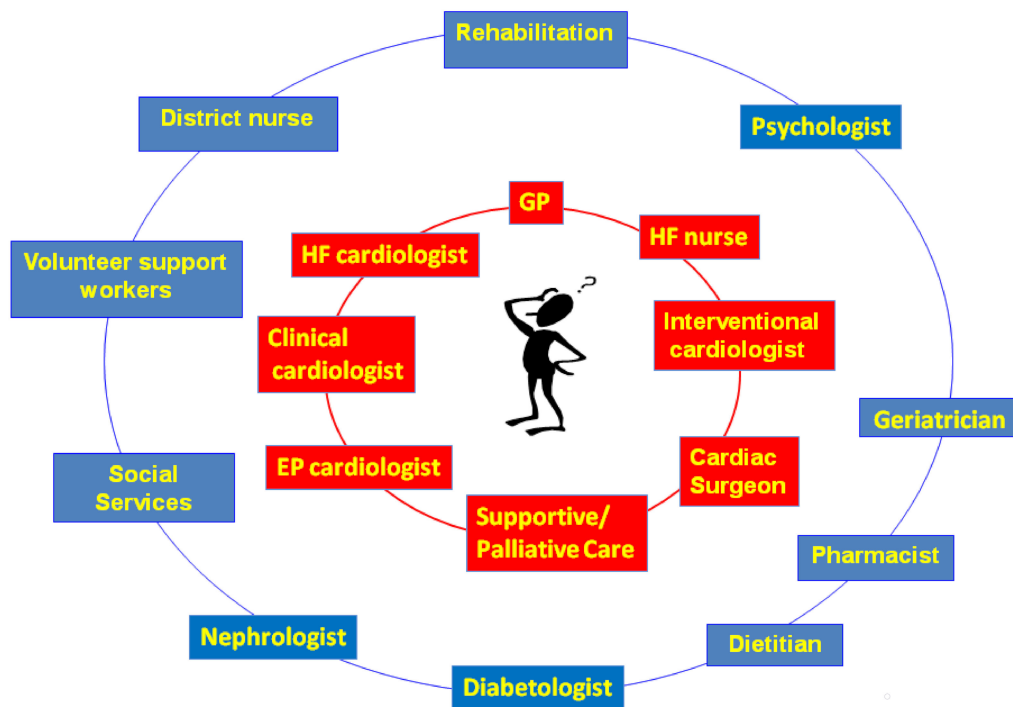 Rehabilitation
District nurse
Psychologist
GP
HF nurse
HF cardiologist
Volunteer support
workers
Interventional
cardiologist
Clinical
cardiologist
Geriatrician
EP cardiologist
Cardiac
Surgeon
Social
Services
Supportive/
Palliative Care
Pharmacist
Nephrologist
Dietitian
Diabetologist
?